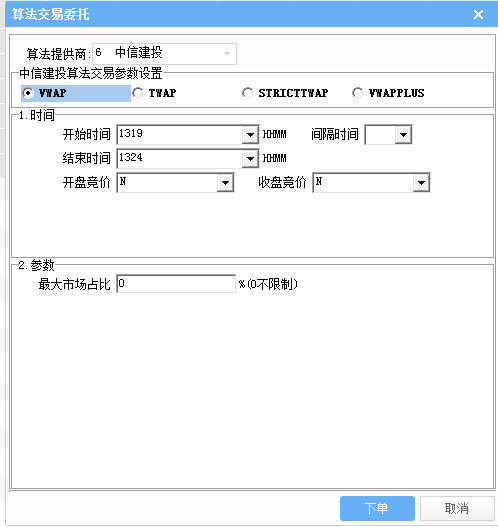 算法交易委托
算法提供商: 6 中信建投
中信建投算法交易参数设置
VWAP TWAP STRICTTWAP VWAPPLUS
1.时间
开始时间 1319 HHMM 间隔时间
结束时间 1324 HHMM
开盘竞价 N 收盘竞价 N
2.参数
最大市场占比 0 %(0不限制)
下单 取消